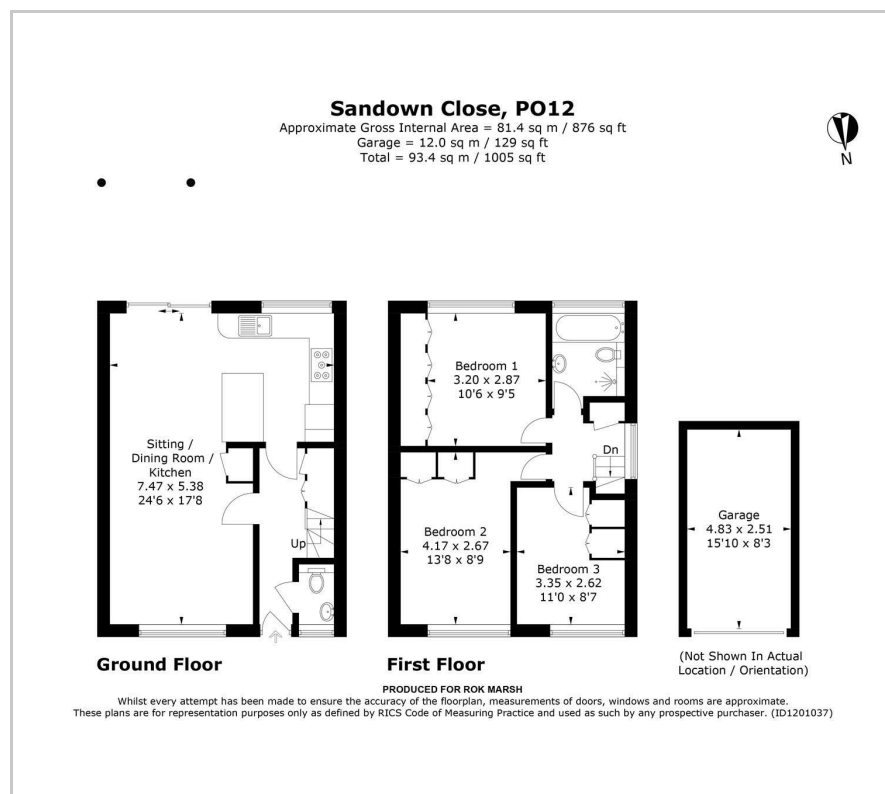 Sandown Close, PO12
Approximate Gross Internal Area = 81.4 sq m / 876 sq ft
Garage = 12.0 sq m / 129 sq ft
Total = 93.4 sq m / 1005 sq ft
N
Sitting /
Dining Room /
Kitchen
7.47 x 5.38
24'6 x 17'8
Up
Ground Floor
Bedroom 1
3.20 x 2.87
10'6 x 9'5
Dn
Bedroom 2
4.17 x 2.67
13'8 x 8'9
Bedroom 3
3.35 x 2.62
11'0 x 8'7
First Floor
Garage
4.83 x 2.51
15'10 x 8'3
(Not Shown In Actual
Location / Orientation)
PRODUCED FOR ROK MARSH
Whilst every attempt has been made to ensure the accuracy of the floorplan, measurements of doors, windows and rooms are approximate.
These plans are for representation purposes only as defined by RICS Code of Measuring Practice and used as such by any prospective purchaser. (ID1201037)